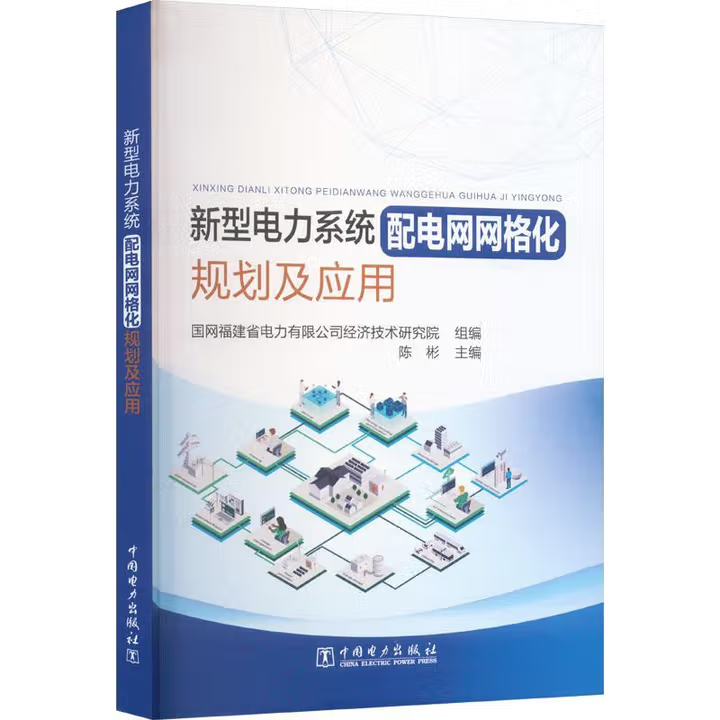 XINXING DIANLI XITONG PEIDIANWANG WANGGEHUA GUIHUA JI YINGYONG
新型电力系统 配电网网格化
规划及应用
国网福建省电力有限公司经济技术研究院 组编
陈 彬 主编
中国电力出版社
CHINA ELECTRIC POWER PRESS
新型电力系统 配电网网格化 规划及应用
中国电力出版社